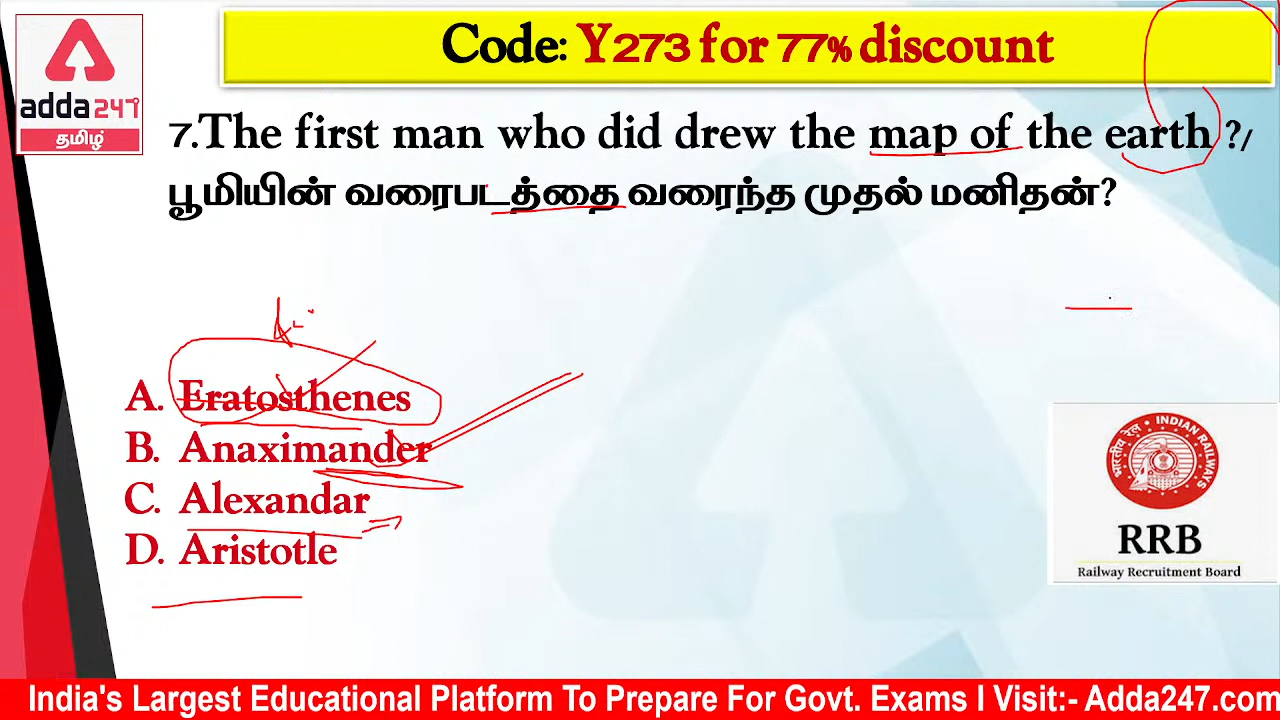 Code: Y273 for 77% discount
adda247
தமிழ்
7.The first man who did drew the map of the earth ?/
பூமியின் வரைபடத்தை வரைந்த முதல் மனிதன்?
A. Eratosthenes
B. Anaximander
C. Alexandar
D. Aristotle
INDIAN RAILWAYS
भारतीय रेल
RRB
Railway Recruitment Board
India's Largest Educational Platform To Prepare For Govt. Exams I Visit:- Adda247.com